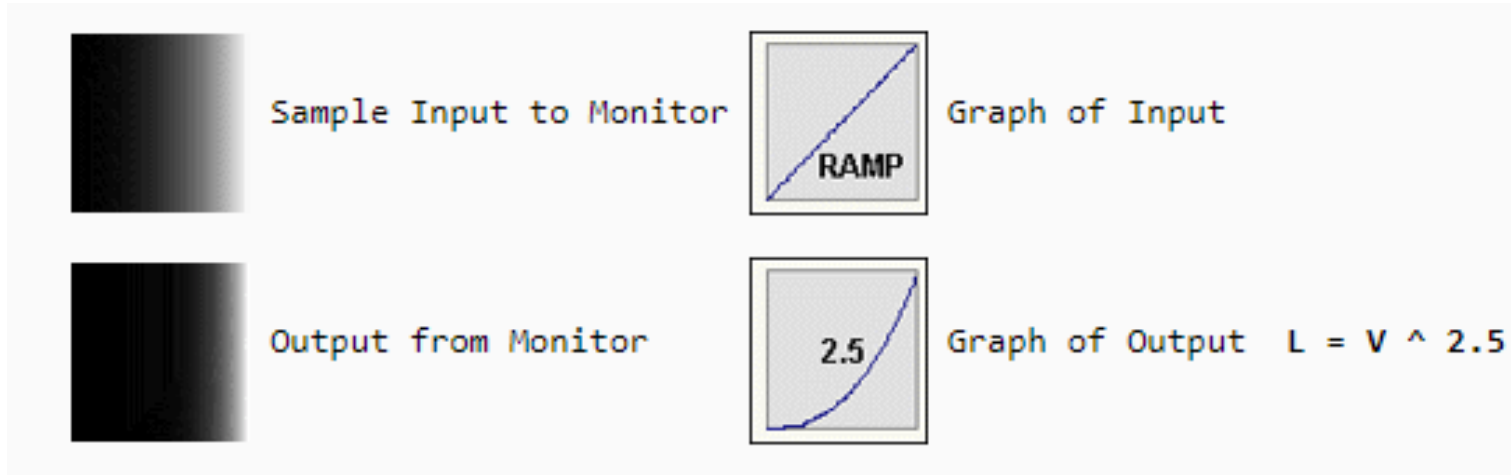 Sample Input to Monitor
RAMP
Graph of Input
Output from Monitor
2.5
Graph of Output L = V ^ 2.5